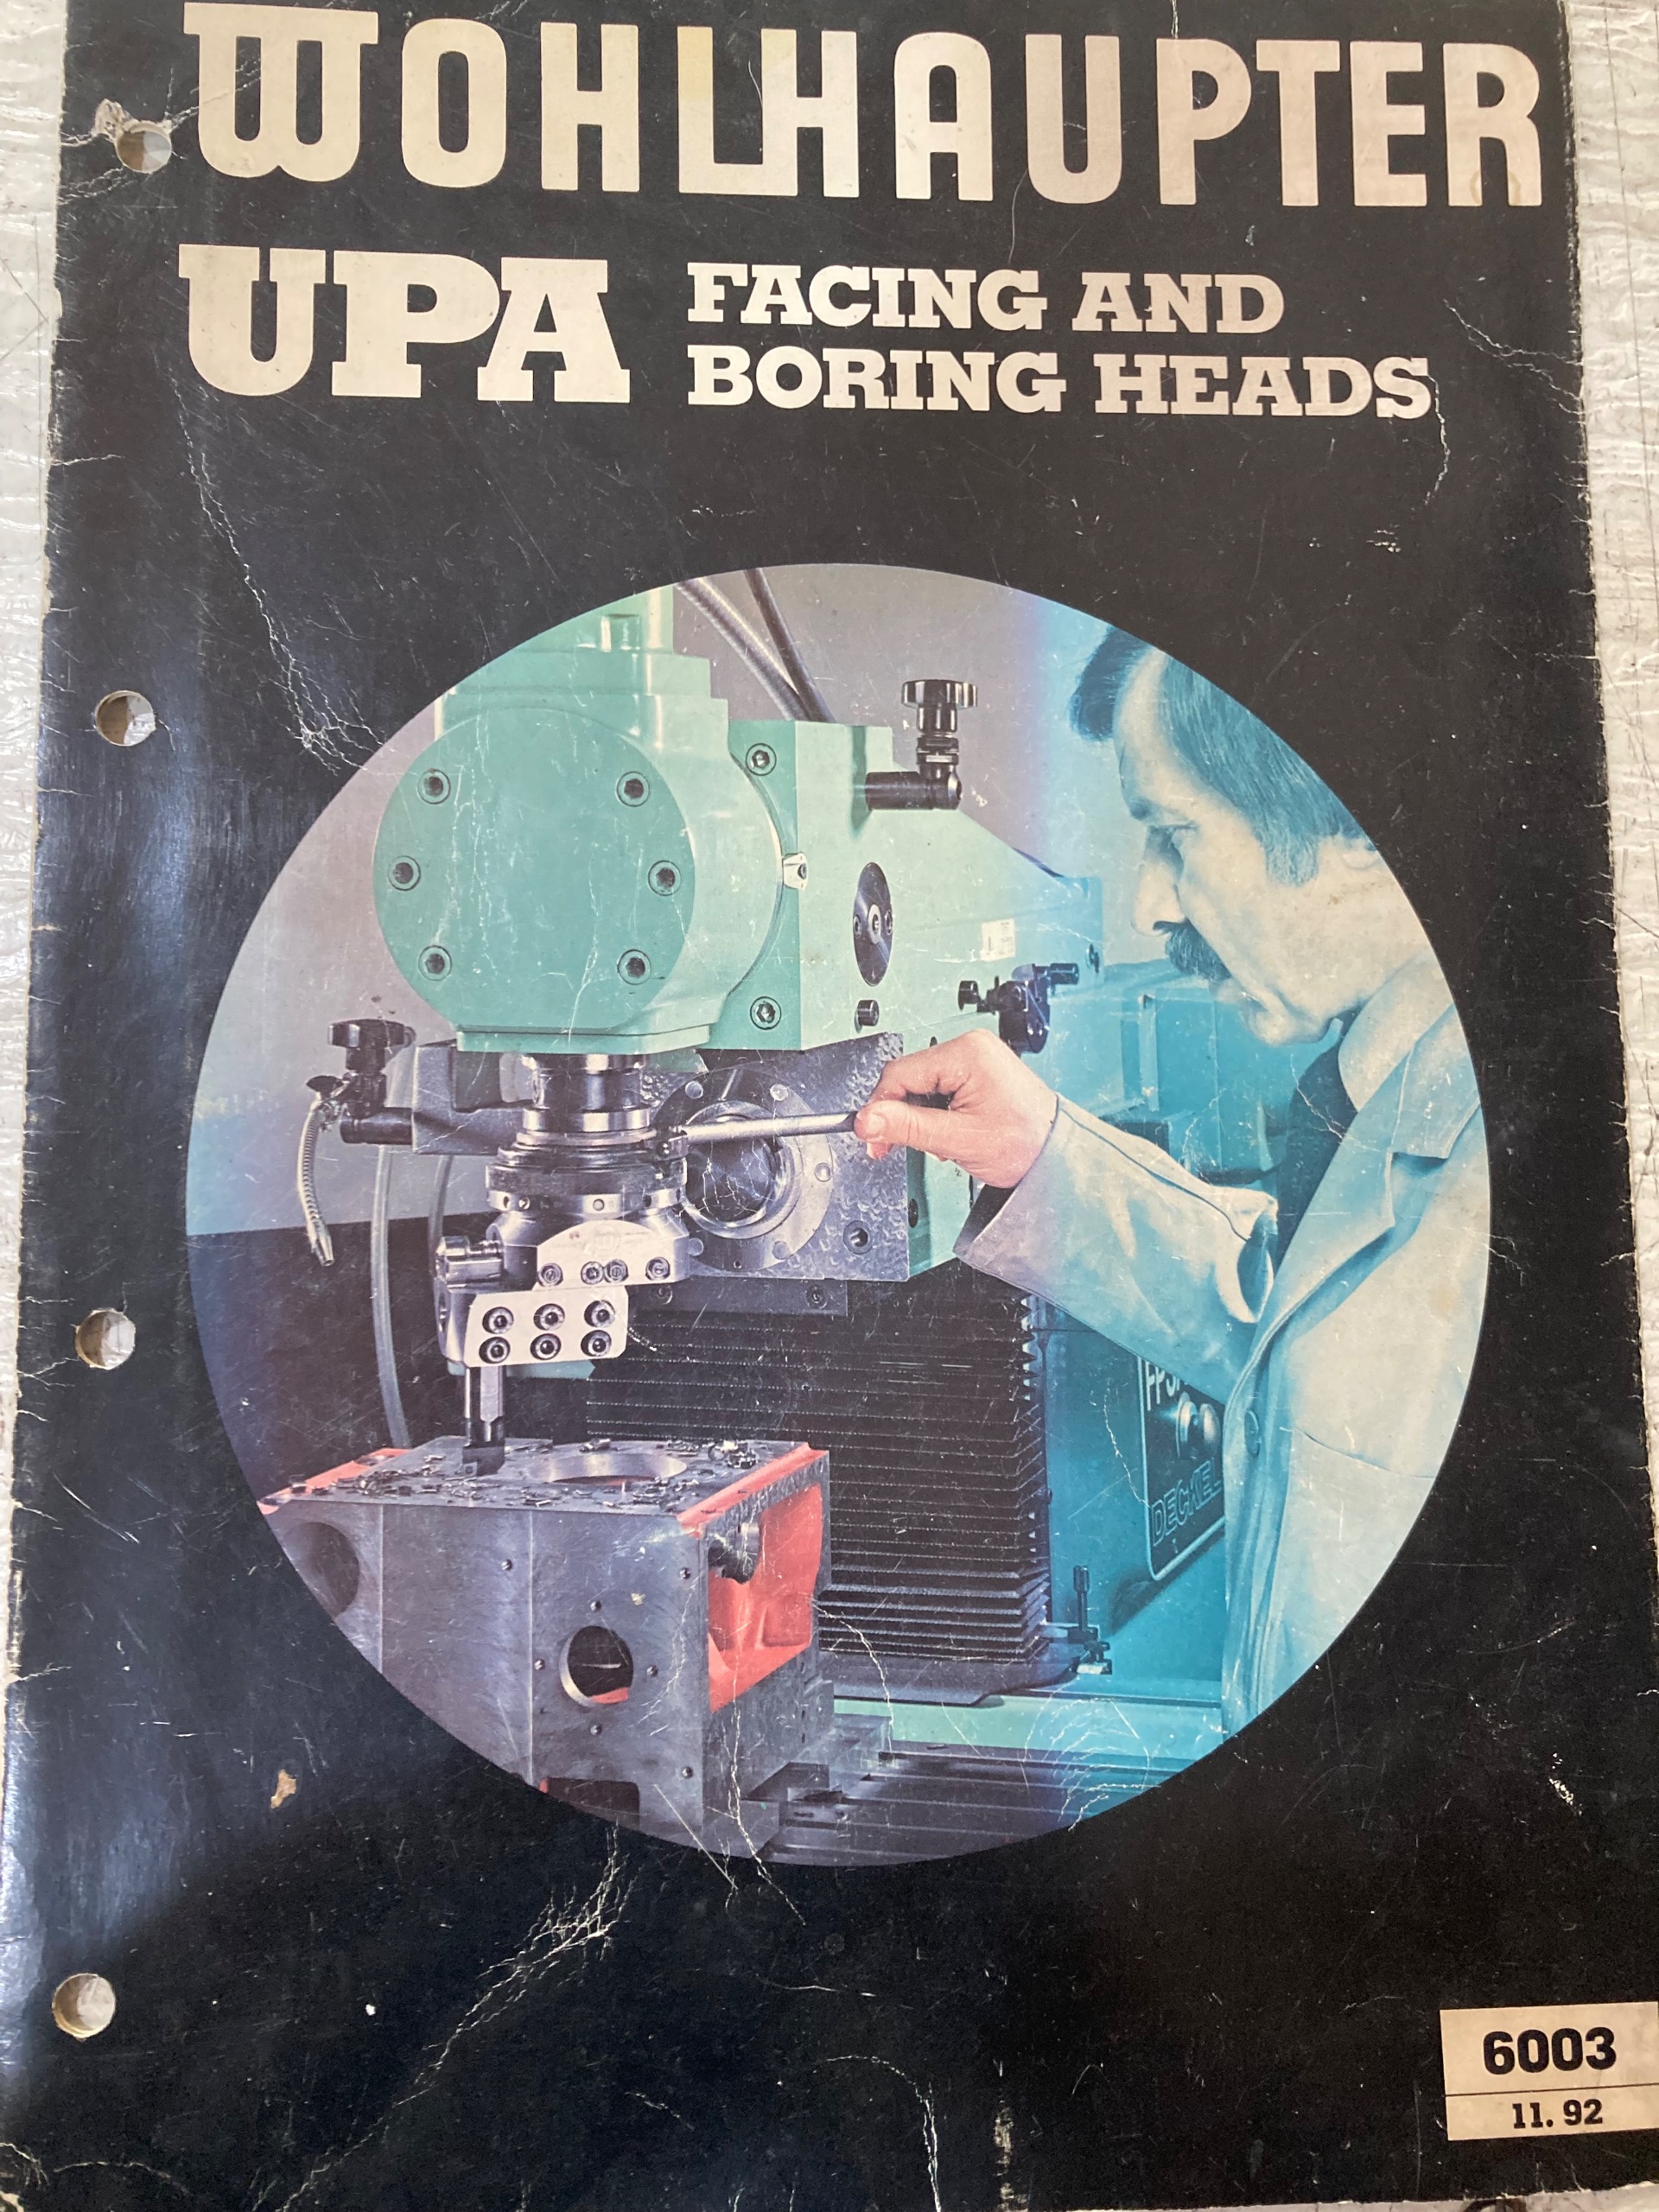 WOHLHAUPTER
UPA FACING AND
BORING HEADS
DECKEL
6003
11.92